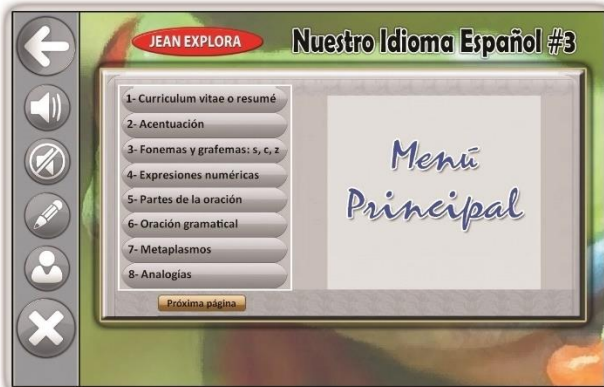 JEAN EXPLORA
Nuestro Idioma Español #3
1- Curriculum vitae o resumé
2- Acentuación
3- Fonemas y grafemas: s, c, z
4- Expresiones numéricas
5- Partes de la oración
6- Oración gramatical
7- Metaplasmos
8- Analogías
Próxima página
Menú
Principal